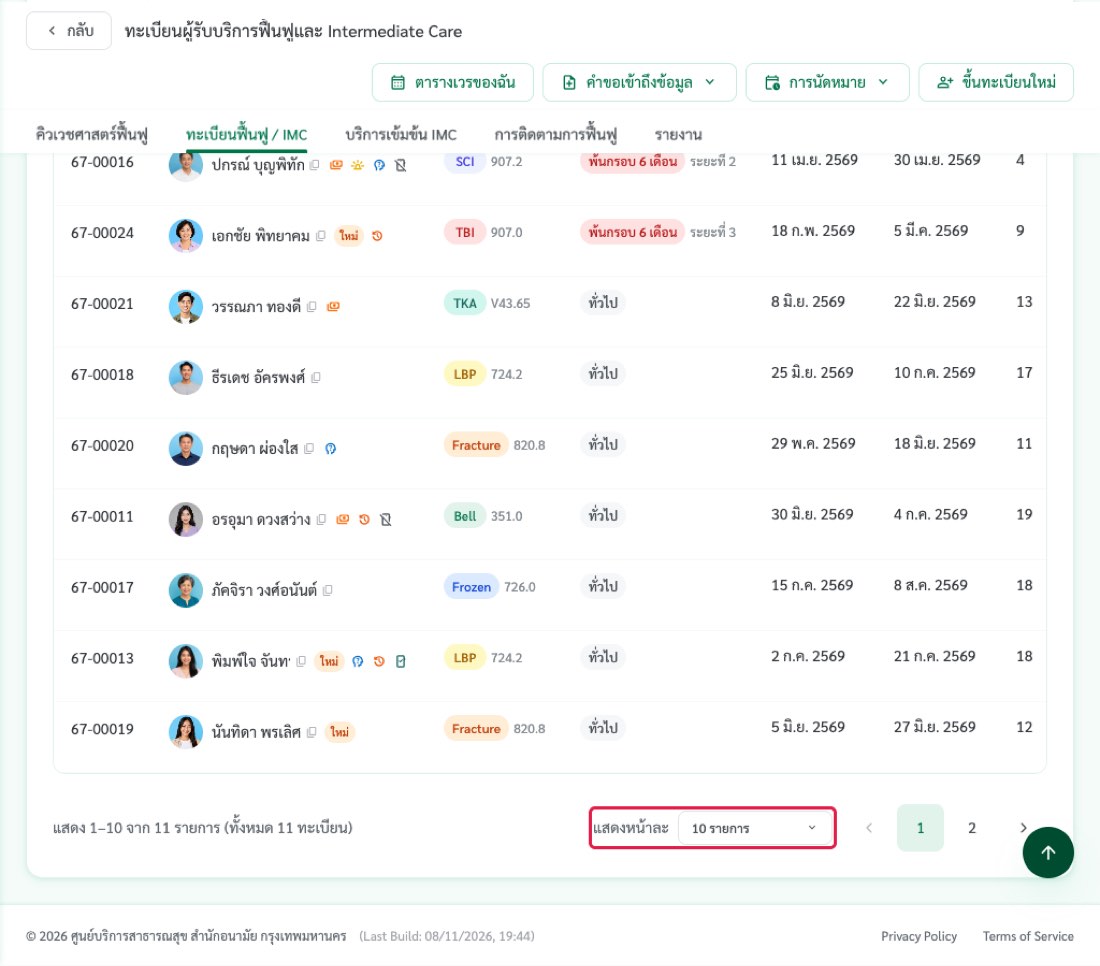 กลับ ทะเบียนผู้รับบริการฟื้นฟูและ Intermediate Care
ตารางเวรของฉัน คำขอเข้าถึงข้อมูล การนัดหมาย ขึ้นทะเบียนใหม่
คิวเวชศาสตร์ฟื้นฟู ทะเบียนฟื้นฟู / IMC บริการเข้มข้น IMC การติดตามการฟื้นฟู รายงาน
67-00016 ปกรณ์ บุญพิทัก SCI 907.2 พ้นกรอบ 6 เดือน ระยะที่ 2 11 เม.ย. 2569 30 เม.ย. 2569 4
67-00024 เอกชัย พิทยาคม ใหม่ TBI 907.0 พ้นกรอบ 6 เดือน ระยะที่ 3 18 ก.พ. 2569 5 มี.ค. 2569 9
67-00021 วรรณภา ทองดี TKA V43.65 ทั่วไป 8 มิ.ย. 2569 22 มิ.ย. 2569 13
67-00018 ธีรเดช อัครพงศ์ LBP 724.2 ทั่วไป 25 มิ.ย. 2569 10 ก.ค. 2569 17
67-00020 กฤษดา ผ่องใส Fracture 820.8 ทั่วไป 29 พ.ค. 2569 18 มิ.ย. 2569 11
67-00011 อรอุมา ดวงสว่าง Bell 351.0 ทั่วไป 30 มิ.ย. 2569 4 ก.ค. 2569 19
67-00017 ภัคจิรา วงศ์อนันต์ Frozen 726.0 ทั่วไป 15 ก.ค. 2569 8 ส.ค. 2569 18
67-00013 พิมพ์ใจ จันท ใหม่ LBP 724.2 ทั่วไป 2 ก.ค. 2569 21 ก.ค. 2569 18
67-00019 นันทิดา พรเลิศ ใหม่ Fracture 820.8 ทั่วไป 5 มิ.ย. 2569 27 มิ.ย. 2569 12
แสดง 1–10 จาก 11 รายการ (ทั้งหมด 11 ทะเบียน) แสดงหน้าละ 10 รายการ 1 2
© 2026 ศูนย์บริการสาธารณสุข สำนักอนามัย กรุงเทพมหานคร (Last Build: 08/11/2026, 19:44) Privacy Policy Terms of Service